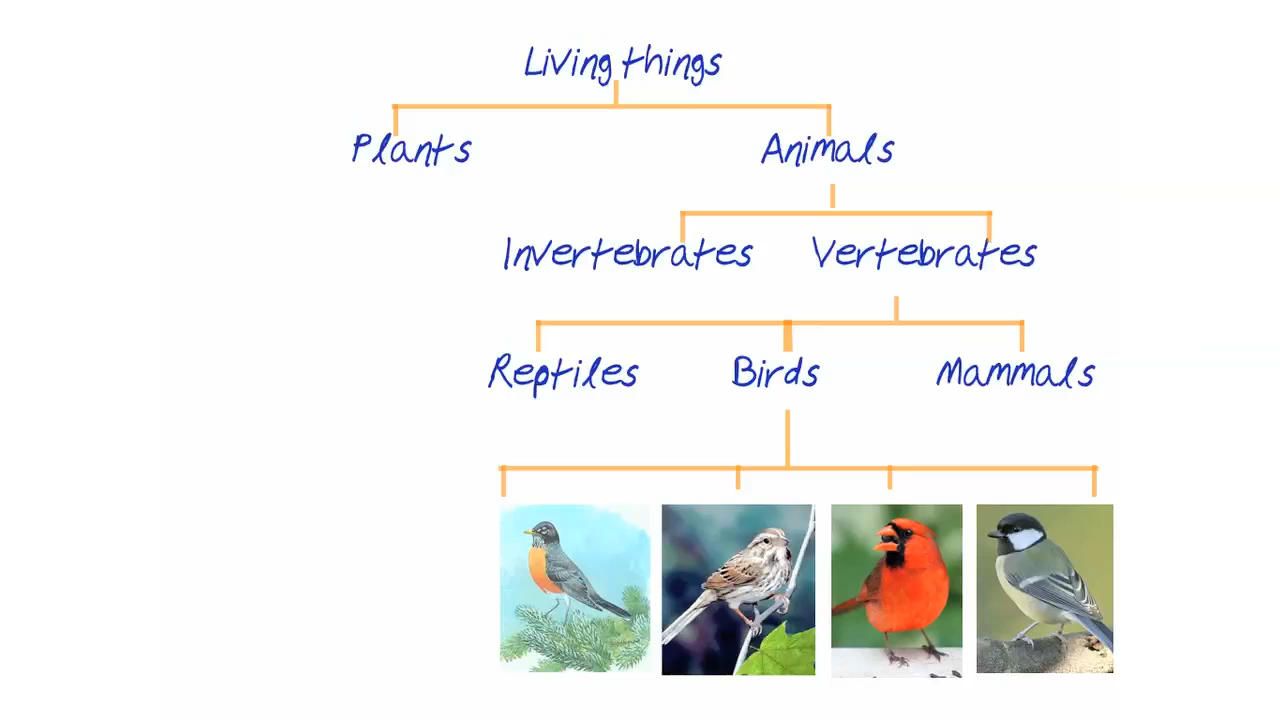 Living things
Plants
Animals
Invertebrates
Vertebrates
Reptiles
Birds
Mammals